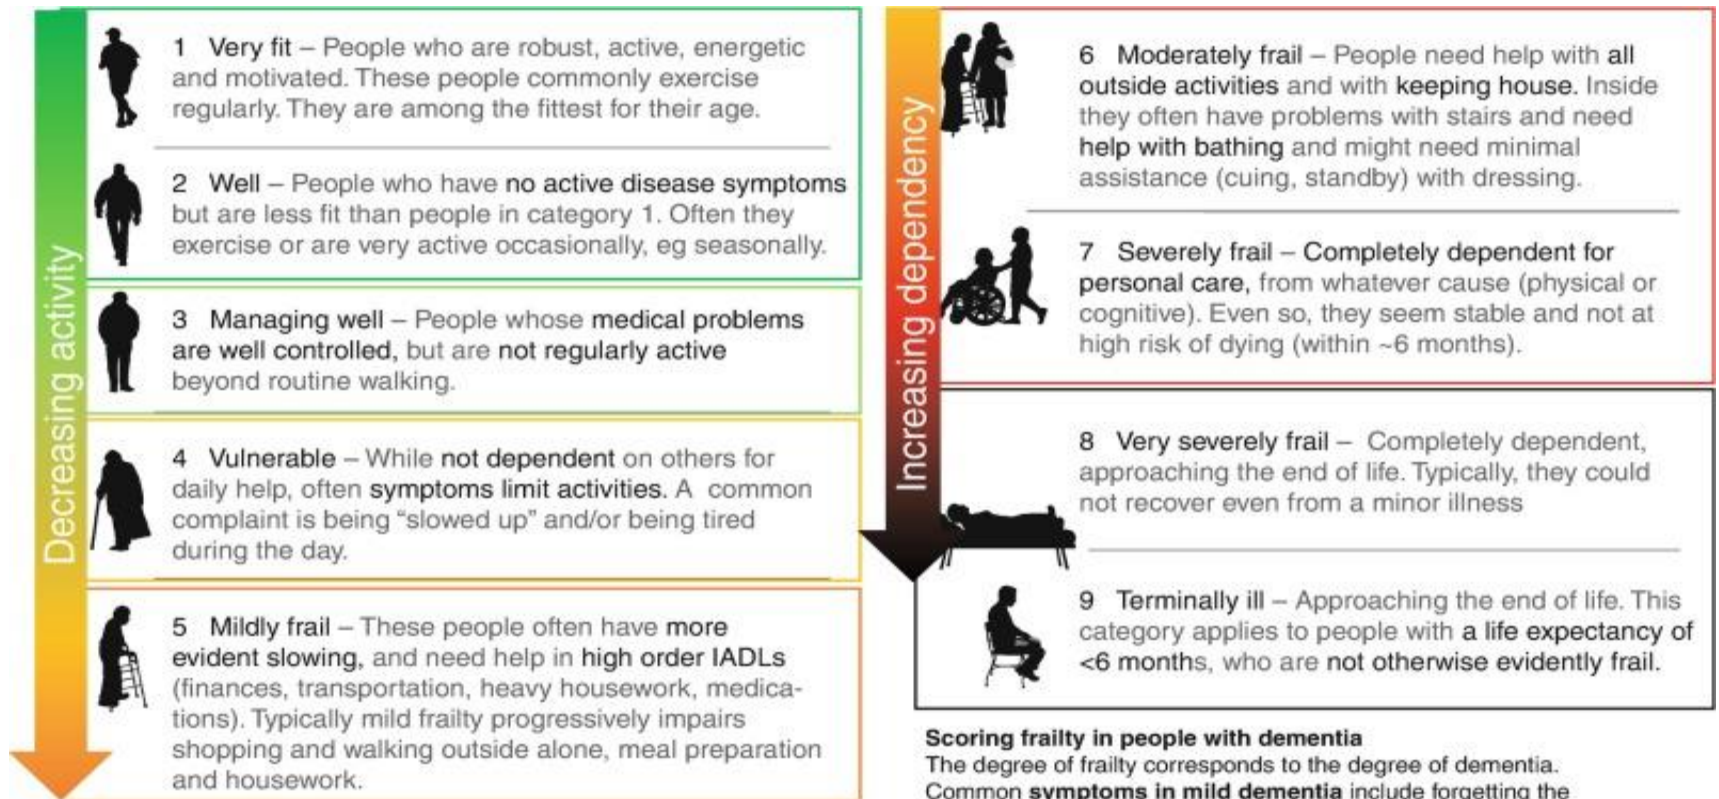 Decreasing activity
1 Very fit – People who are robust, active, energetic
and motivated. These people commonly exercise
regularly. They are among the fittest for their age.
2 Well – People who have no active disease symptoms
but are less fit than people in category 1. Often they
exercise or are very active occasionally, eg seasonally.
3 Managing well – People whose medical problems
are well controlled, but are not regularly active
beyond routine walking.
4 Vulnerable – While not dependent on others for
daily help, often symptoms limit activities. A common
complaint is being “slowed up” and/or being tired
during the day.
5 Mildly frail – These people often have more
evident slowing, and need help in high order IADLs
(finances, transportation, heavy housework, medica-
tions). Typically mild frailty progressively impairs
shopping and walking outside alone, meal preparation
and housework.
Increasing dependency
6 Moderately frail – People need help with all
outside activities and with keeping house. Inside
they often have problems with stairs and need
help with bathing and might need minimal
assistance (cuing, standby) with dressing.
7 Severely frail – Completely dependent for
personal care, from whatever cause (physical or
cognitive). Even so, they seem stable and not at
high risk of dying (within ~6 months).
8 Very severely frail – Completely dependent,
approaching the end of life. Typically, they could
not recover even from a minor illness
9 Terminally ill – Approaching the end of life. This
category applies to people with a life expectancy of
<6 months, who are not otherwise evidently frail.
Scoring frailty in people with dementia
The degree of frailty corresponds to the degree of dementia.
Common symptoms in mild dementia include forgetting the